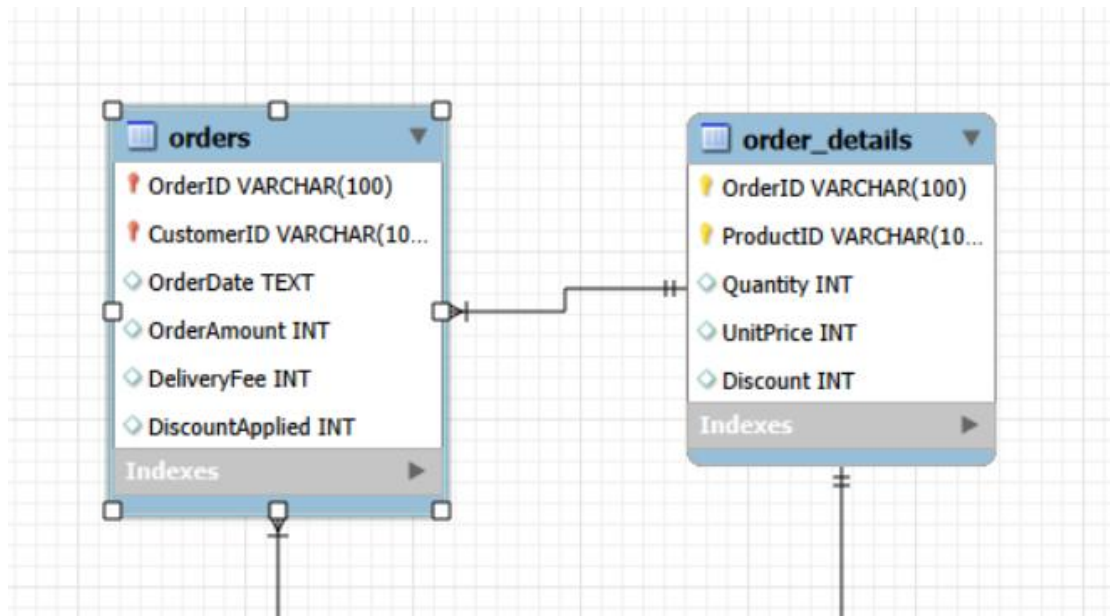 orders
OrderID VARCHAR(100)
CustomerID VARCHAR(10...
OrderDate TEXT
OrderAmount INT
DeliveryFee INT
DiscountApplied INT
Indexes
order_details
OrderID VARCHAR(100)
ProductID VARCHAR(10...
Quantity INT
UnitPrice INT
Discount INT
Indexes